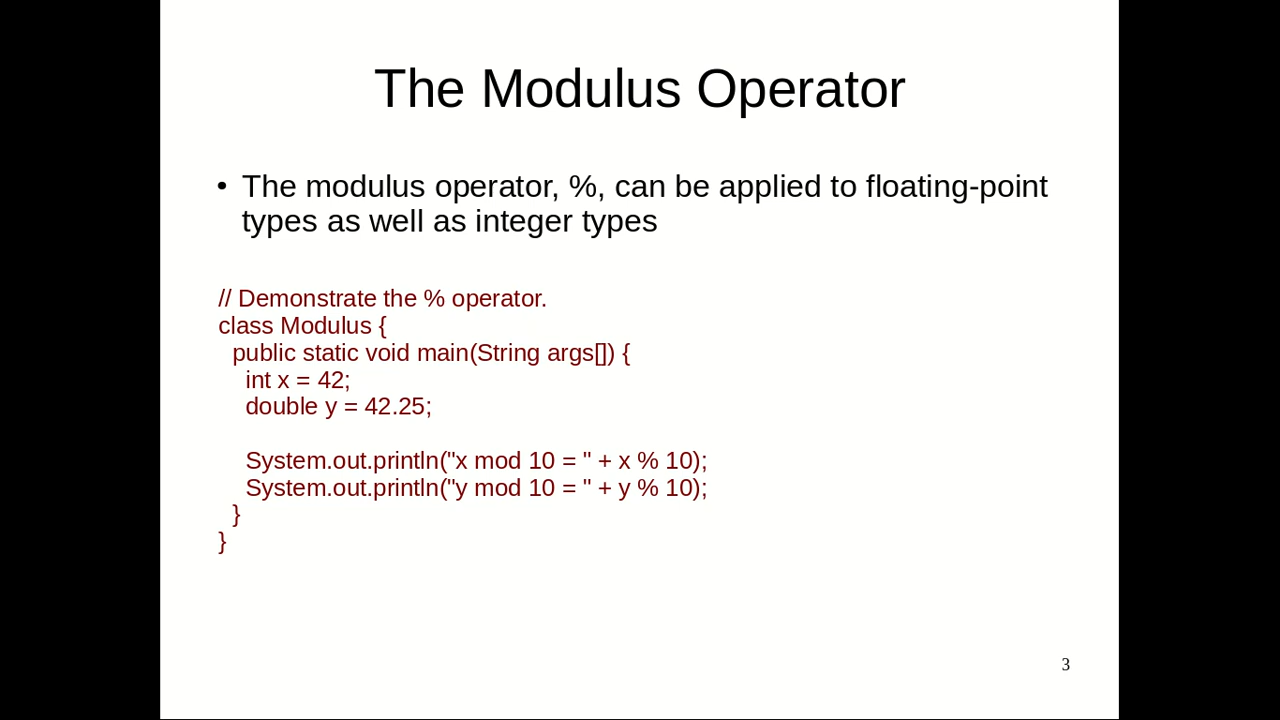 The Modulus Operator
• The modulus operator, %, can be applied to floating-point
types as well as integer types
// Demonstrate the % operator.
class Modulus {
public static void main(String args[]) {
int x = 42;
double y = 42.25;
System.out.println("x mod 10 = " + x % 10);
System.out.println("y mod 10 = " + y % 10);
}
}
3